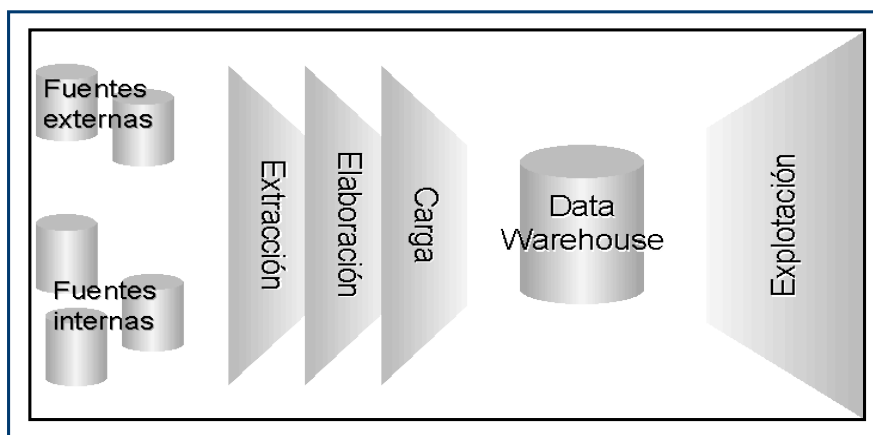 Fuentes
externas
Fuentes
internas
Extracción
Elaboración
Carga
Data
Warehouse
Explotación